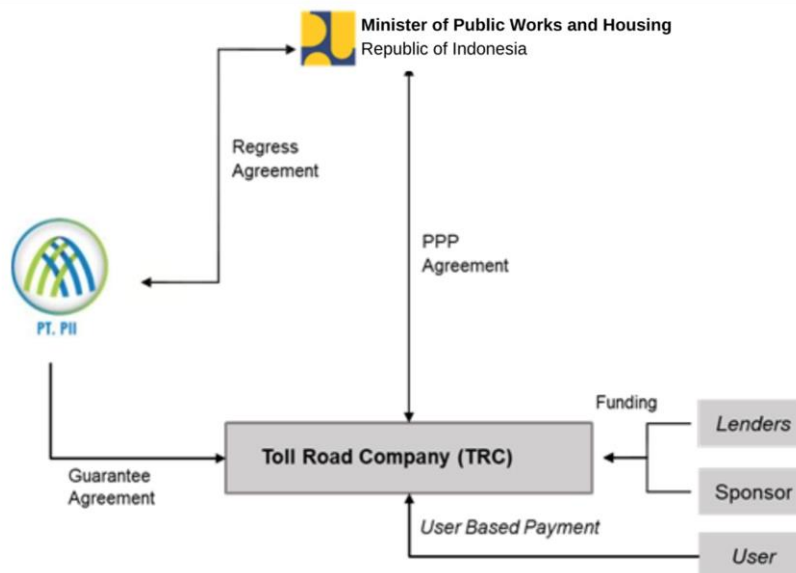 Minister of Public Works and Housing
Republic of Indonesia
Regress
Agreement
PPP
Agreement
PT. PII
Funding
Lenders
Toll Road Company (TRC)
Sponsor
Guarantee
Agreement
User Based Payment
User